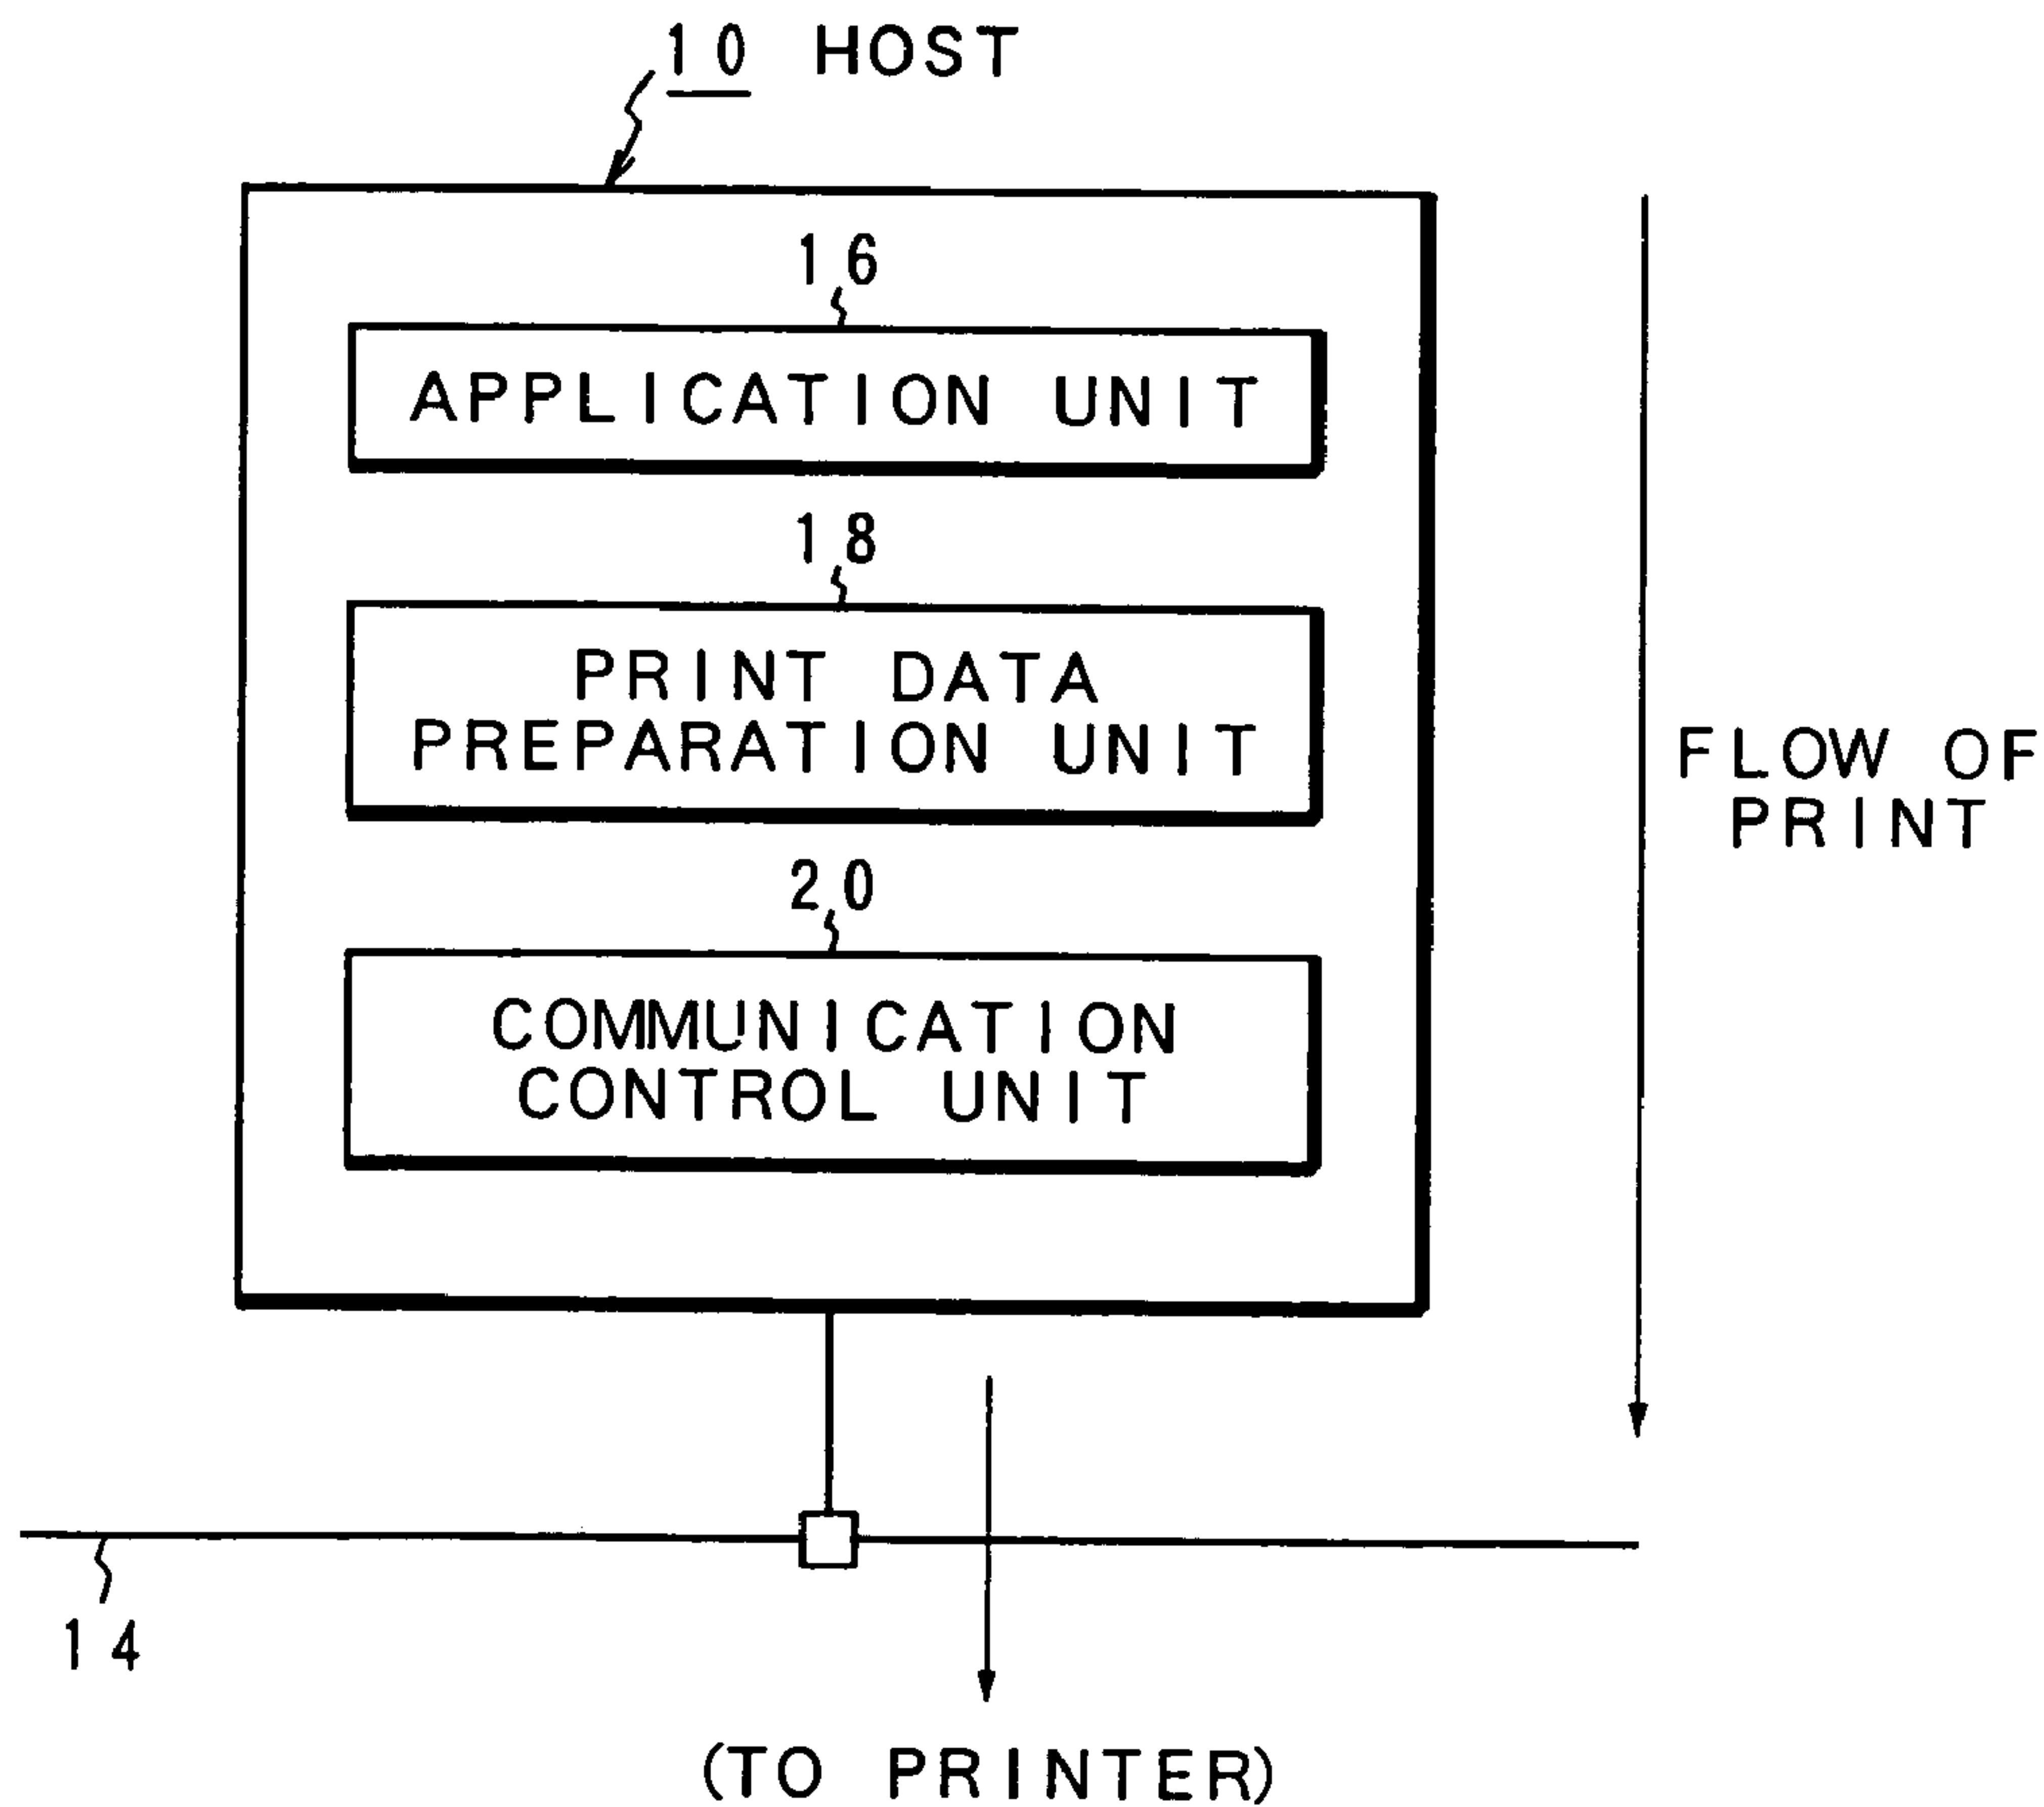 10 HOST
16
APPLICATION UNIT
18
PRINT DATA
PREPARATION UNIT
FLOW OF
PRINT
20
COMMUNICATION
CONTROL UNIT
14
(TO PRINTER)